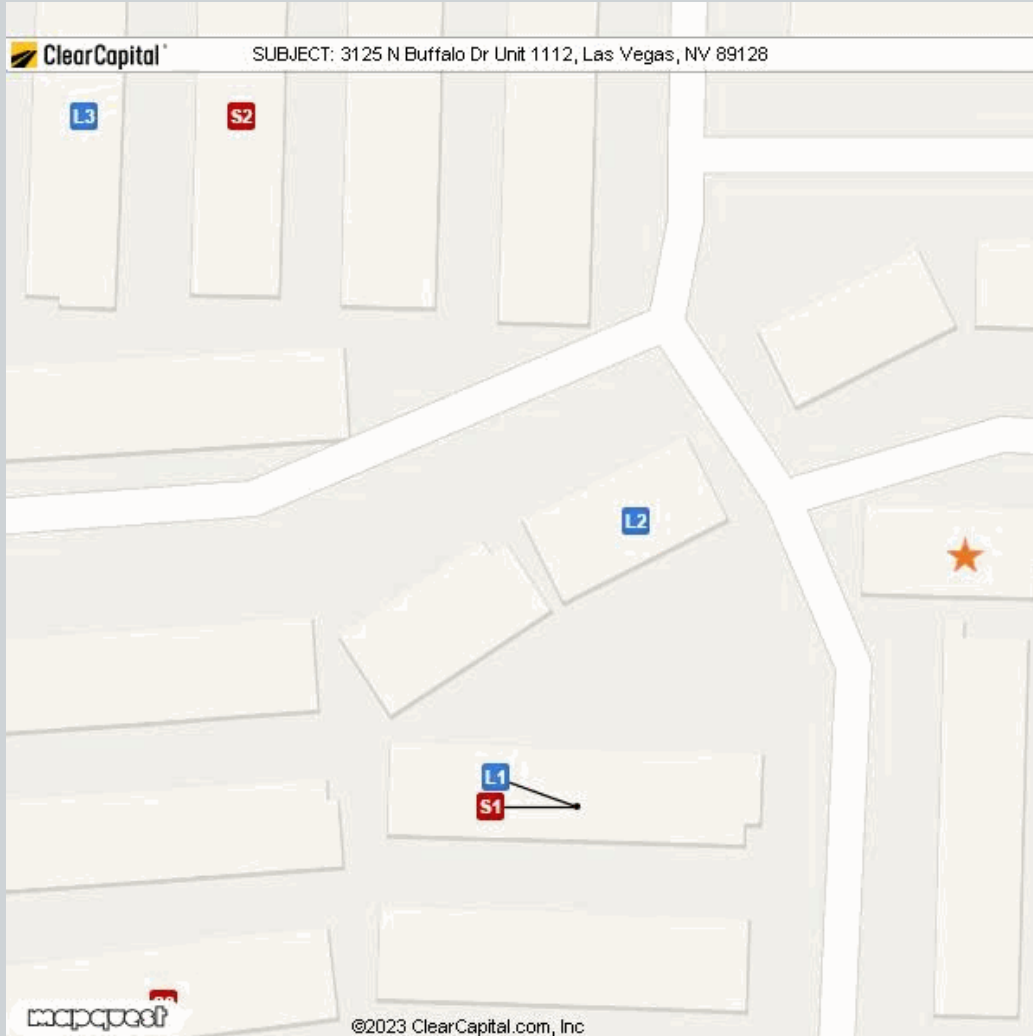 ClearCapital
SUBJECT: 3125 N Buffalo Dr Unit 1112, Las Vegas, NV 89128
L3
S2
L2
L1
S1
mapquest
©2023 ClearCapital.com, Inc